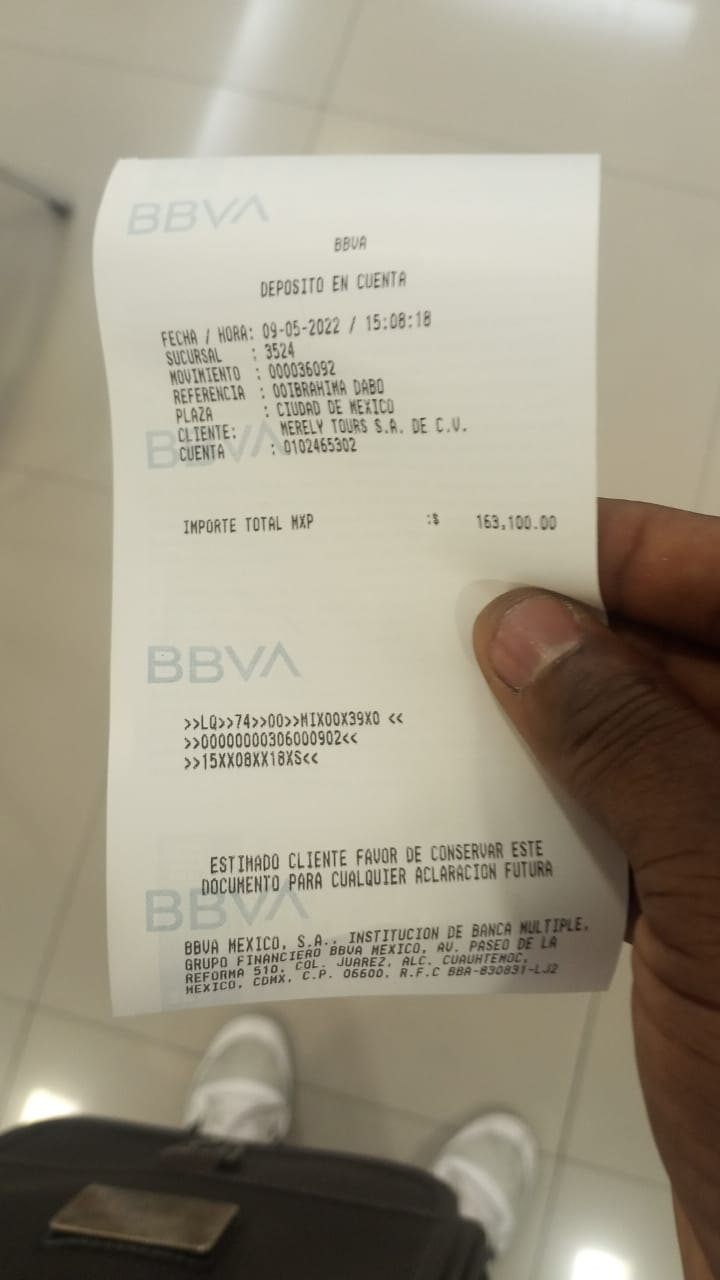 BBVA
BBVA
DEPOSITO EN CUENTA
FECHA / HORA: 09-05-2022 / 15:08:18
SUCURSAL : 3524
MOVIMIENTO : 000036092
REFERENCIA : 00IBRAHIMA DABO
PLAZA : CIUDAD DE MEXICO
CLIENTE: MERELY TOURS S.A. DE C.V.
BBVA
CUENTA : 0102465302
IMPORTE TOTAL MXP :$ 163,100.00
BBVA
>>LQ>>74>>00>>MIX00X39X0 <<
>>00000000306000902<<
>>15XX08XX18XS<<
ESTIMADO CLIENTE FAVOR DE CONSERVAR ESTE
DOCUMENTO PARA CUALQUIER ACLARACION FUTURA
BBVA
BBVA MEXICO, S.A., INSTITUCION DE BANCA MULTIPLE,
GRUPO FINANCIERO BBVA MEXICO, AV. PASEO DE LA
REFORMA 510, COL. JUAREZ, ALC. CUAUHTEMOC,
MEXICO, CDMX, C.P. 06600, R.F.C BBA-830831-LJ2